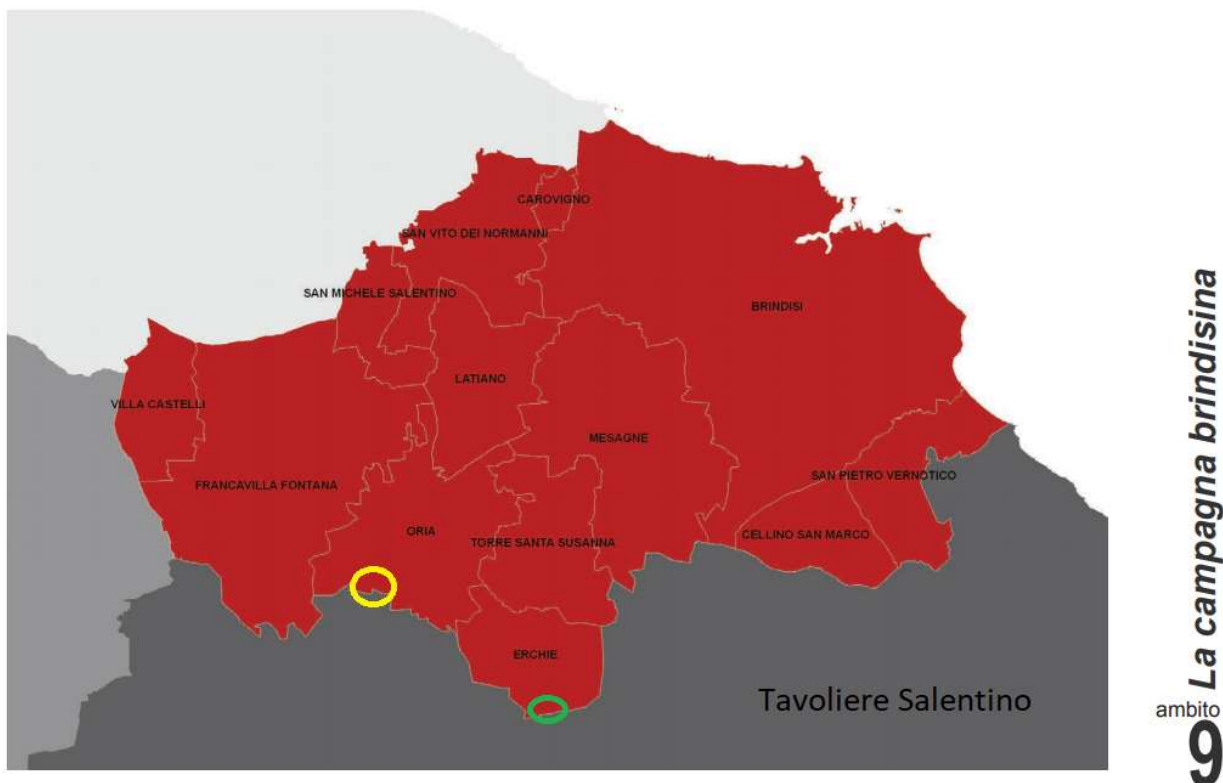 CAROVIGNO
SAN VITO DEI NORMANNI
SAN MICHELE SALENTINO
BRINDISI
LATIANO
VILLA CASTELLI
MESAGNE
SAN PIETRO VERNOTICO
FRANCAVILLA FONTANA
ORIA
TORRE SANTA SUSANNA
CELLINO SAN MARCO
ERCHIE
Tavoliere Salentino
La campagna brindisina
ambito
9